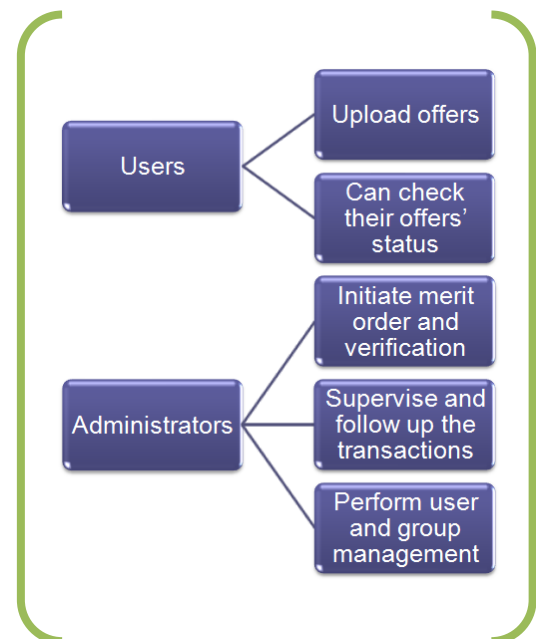 Users
Upload offers
Can check
their offers’
status
Administrators
Initiate merit
order and
verification
Supervise and
follow up the
transactions
Perform user
and group
management